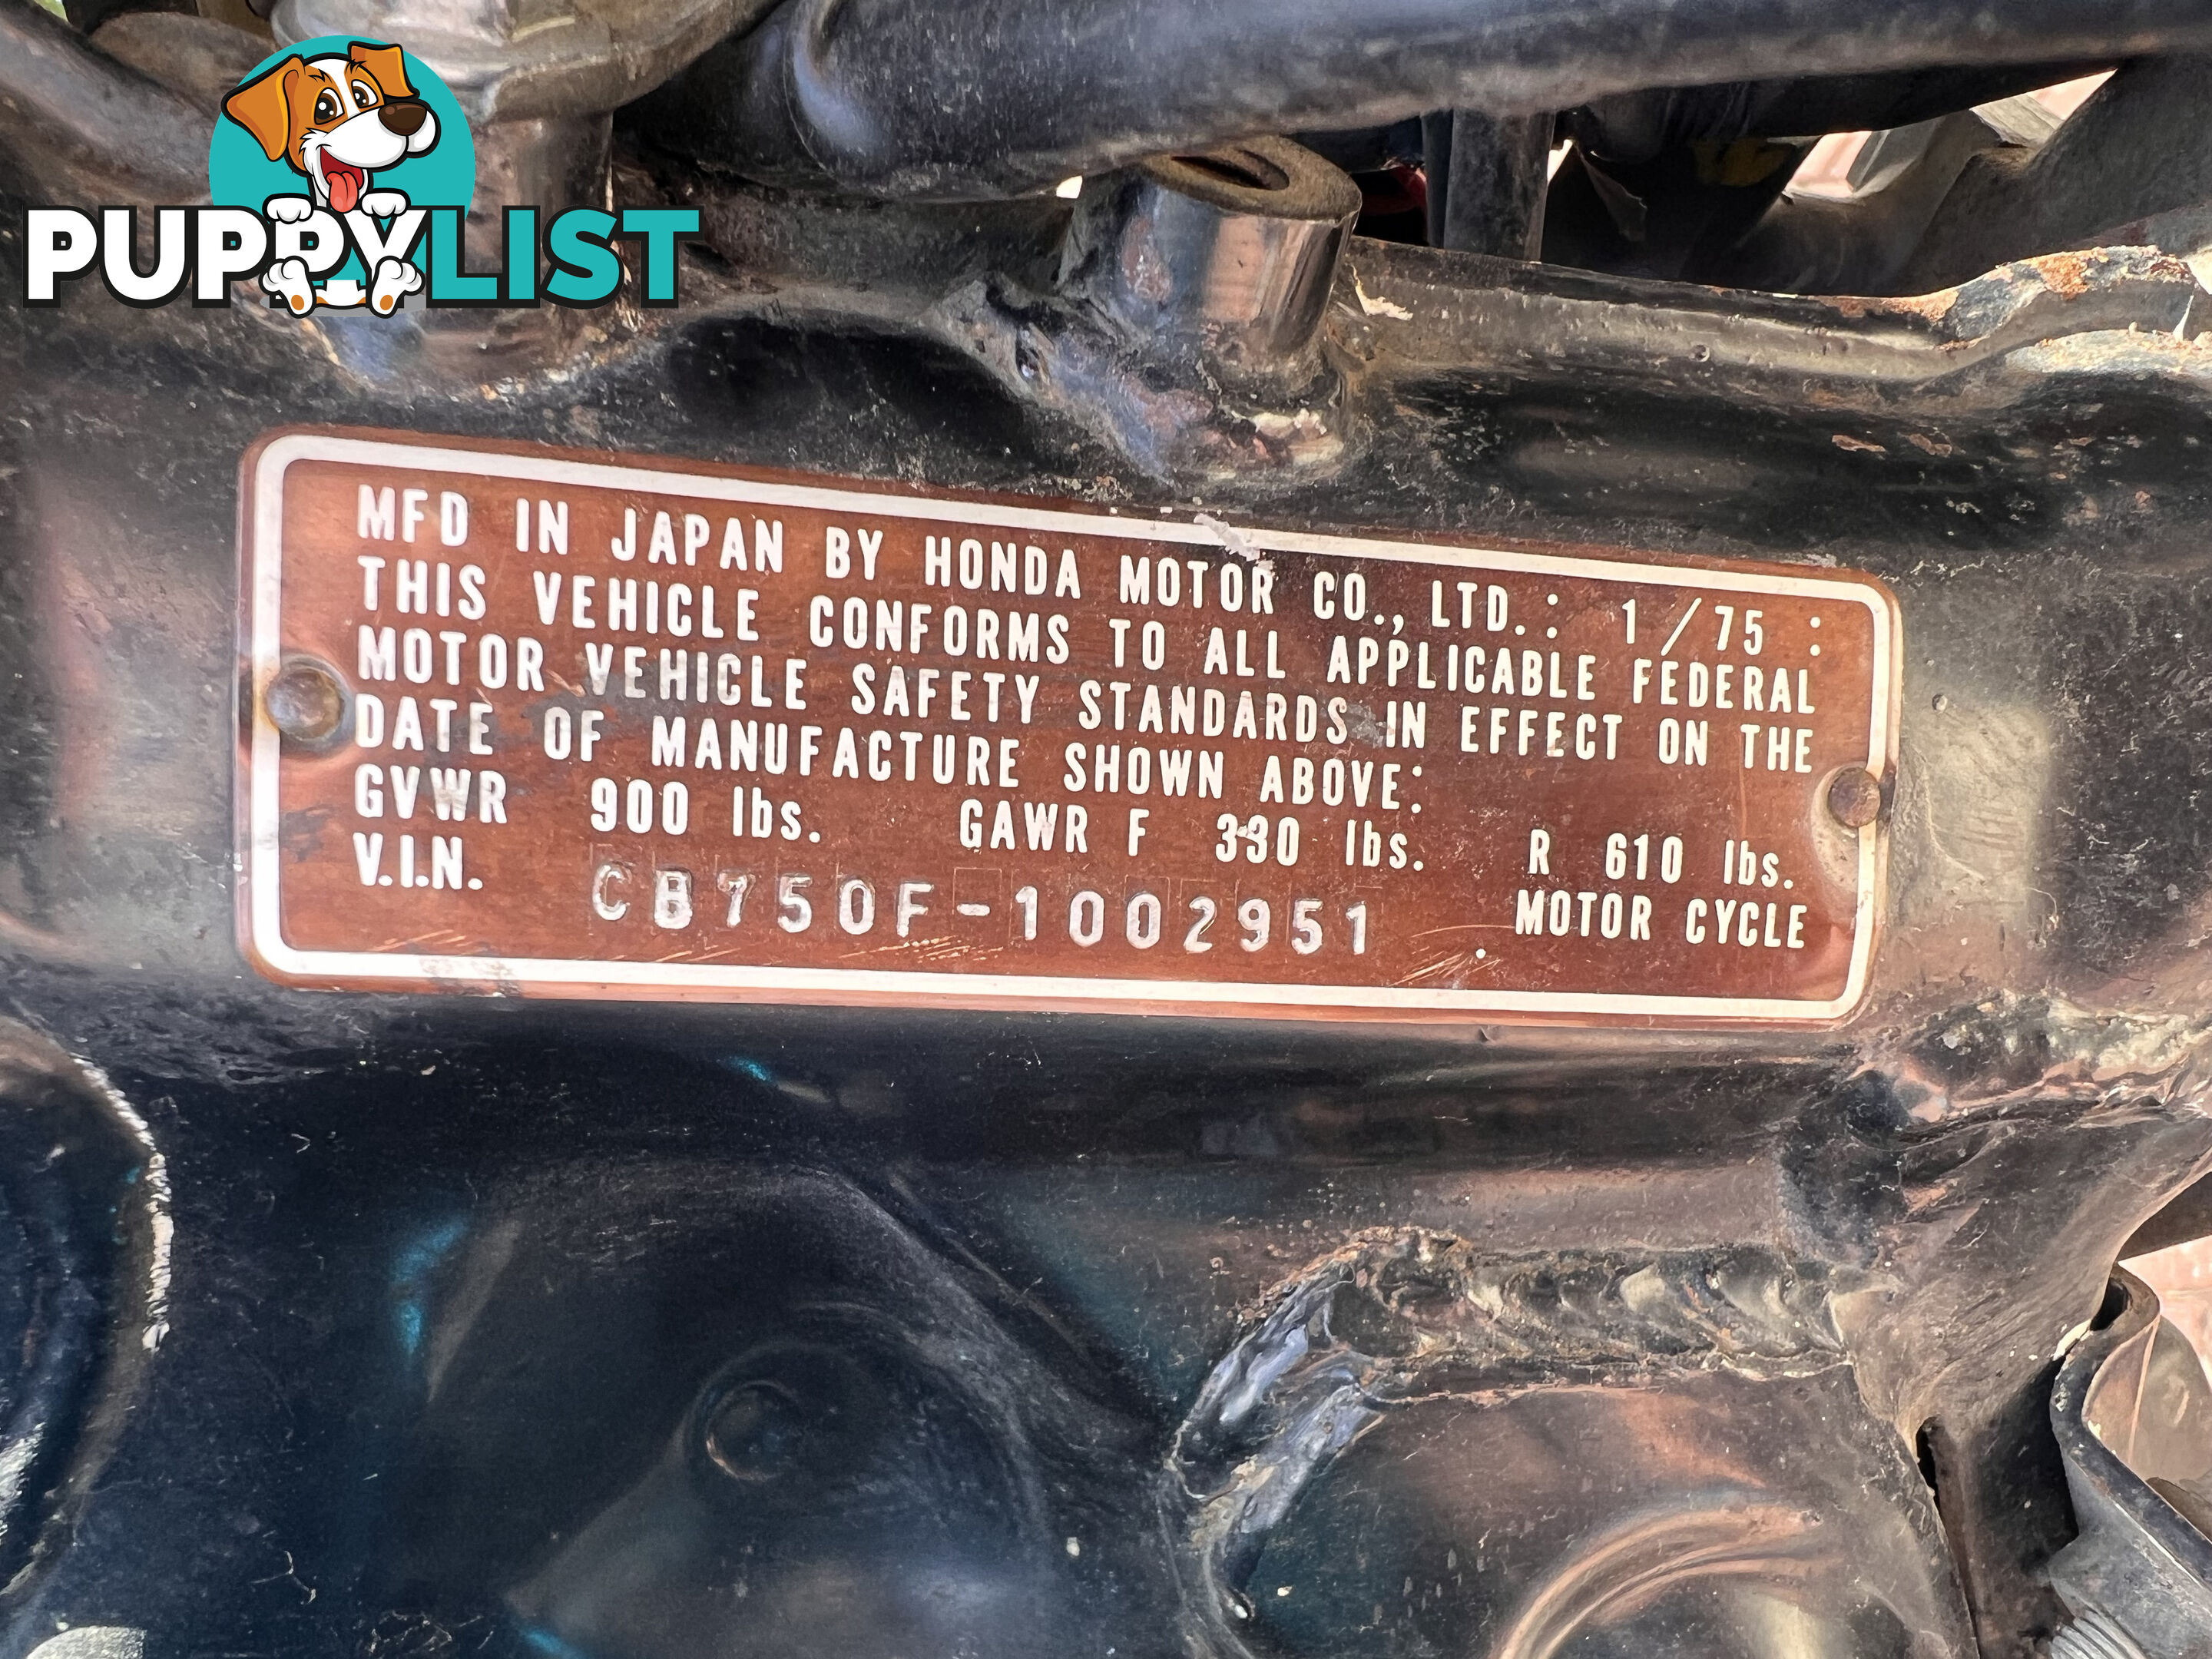 PUPPYLIST
MFD IN JAPAN BY HONDA MOTOR CO., LTD. : 1 / 75 :
THIS VEHICLE CONFORMS TO ALL APPLICABLE FEDERAL
MOTOR VEHICLE SAFETY STANDARDS IN EFFECT ON THE
DATE OF MANUFACTURE SHOWN ABOVE:
GVWR 900 lbs. GAWR F 330 lbs. R 610 lbs.
V.I.N. CB750F-1002951 MOTOR CYCLE